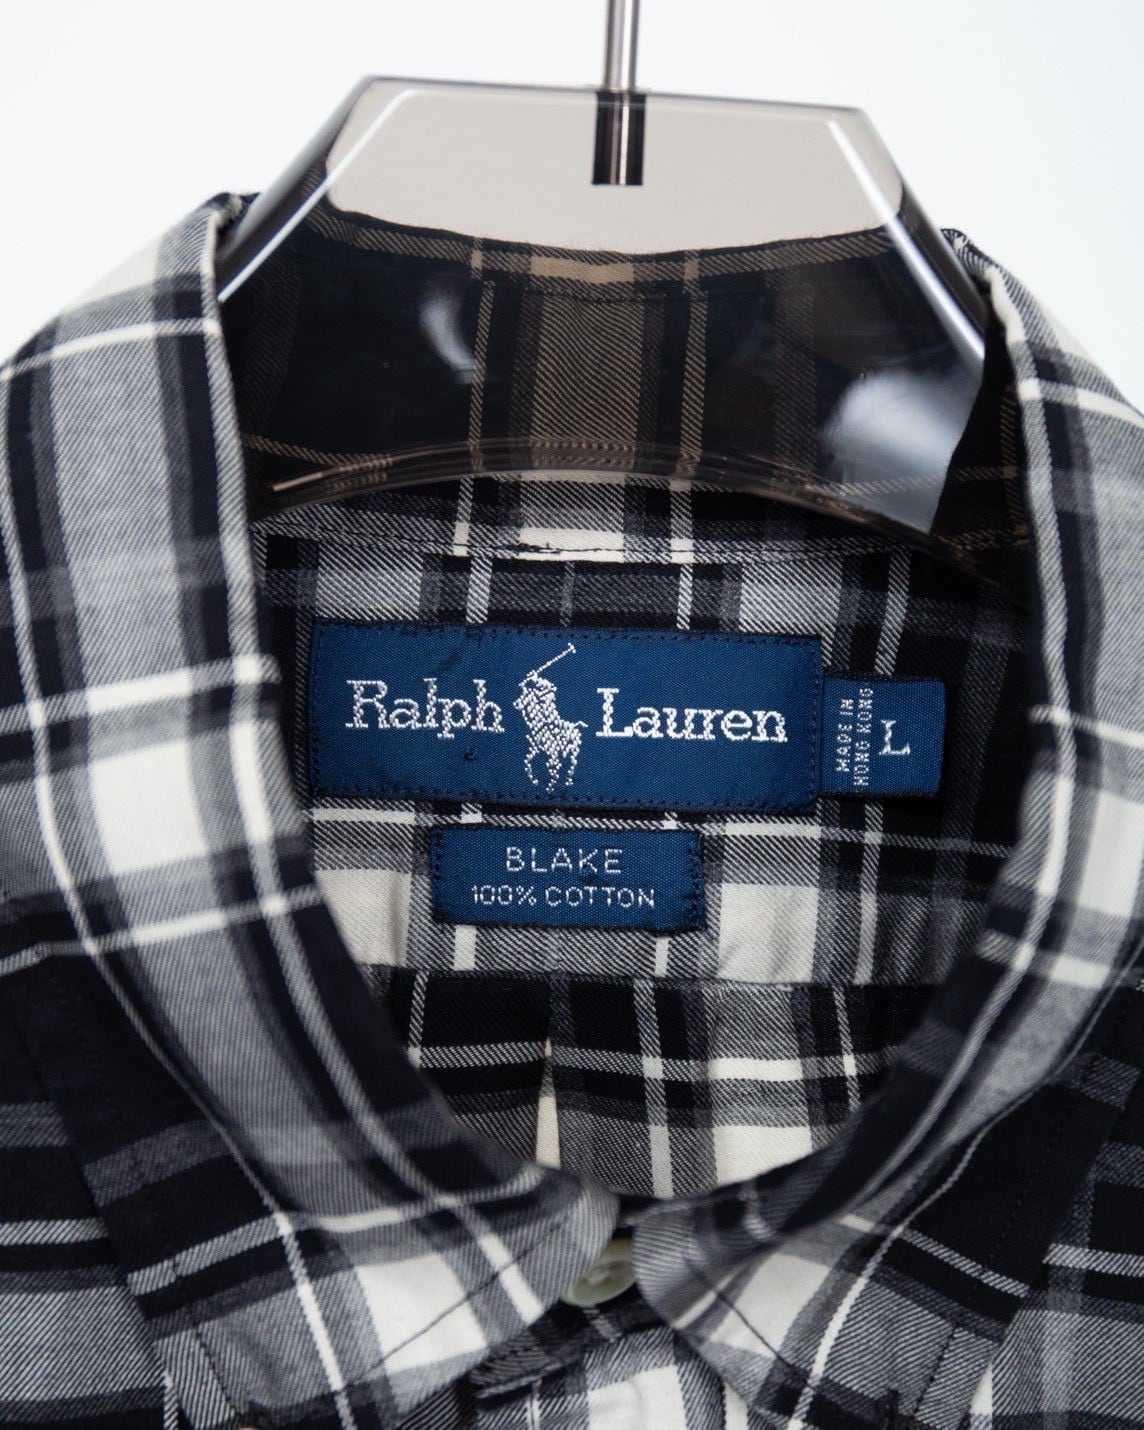 Ralph Lauren
MADE IN
HONG KONG
L
BLAKE
100% COTTON